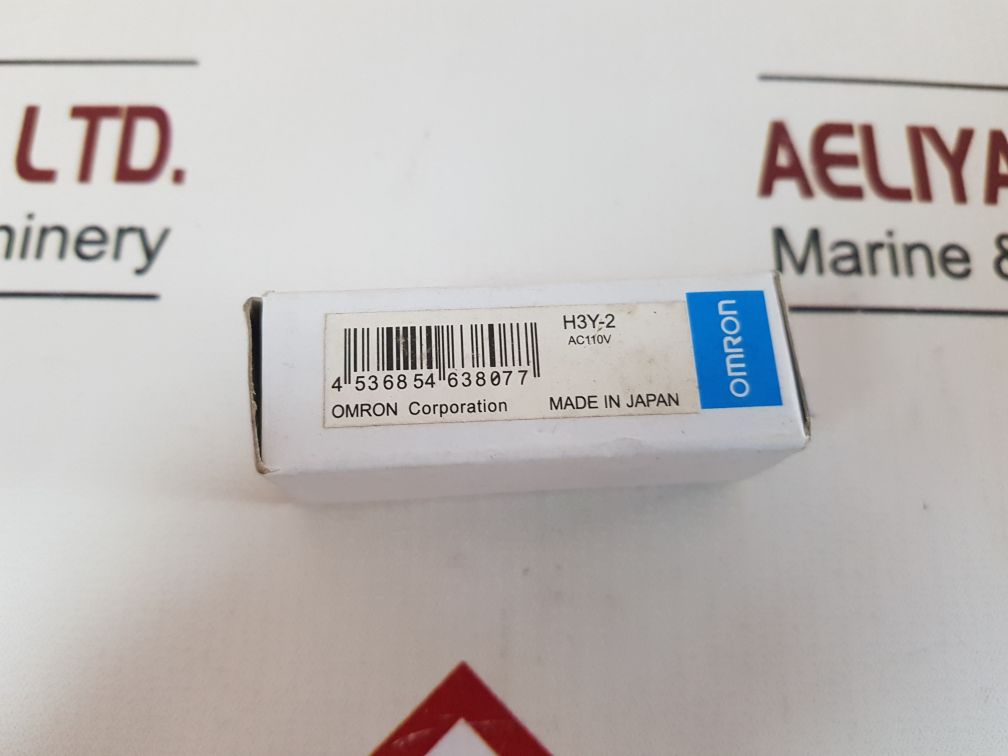 LTD.
hinery
AELIYA
Marine &
H3Y-2
AC110V
4 536854 638077
OMRON Corporation
MADE IN JAPAN
OMRON